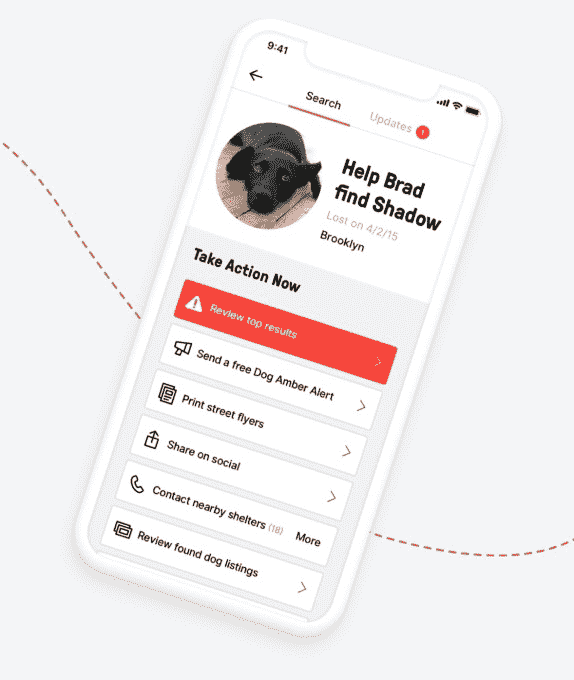 9:41
Search
Updates !
Help Brad
find Shadow
Lost on 4/2/15
Brooklyn
Take Action Now
Review top results
Send a free Dog Amber Alert
Print street flyers
Share on social
Contact nearby shelters (18) More
Review found dog listings